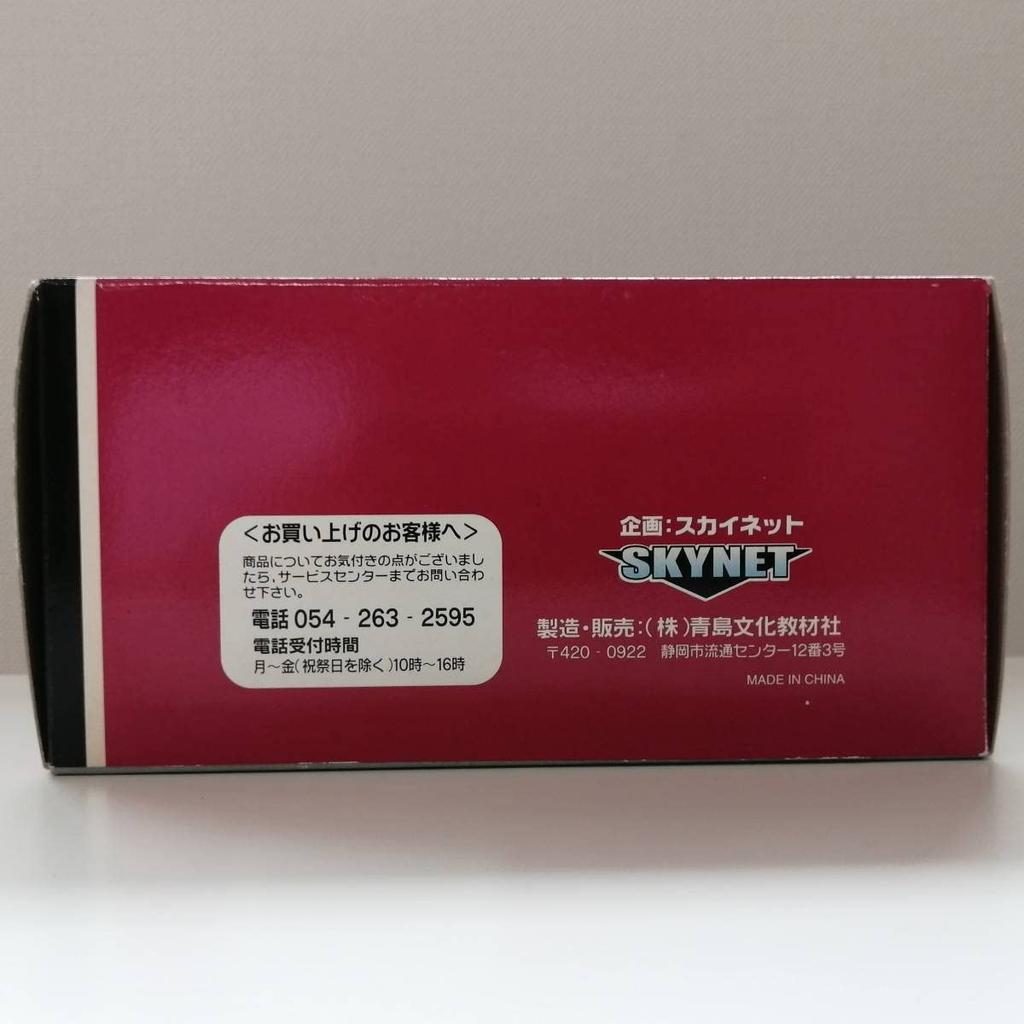 <お買い上げのお客様へ>
商品についてお気付きの点がございまし
たら,サービスセンターまでお問い合わ
せ下さい。
電話 054 - 263 - 2595
電話受付時間
月~金(祝祭日を除く)10時~16時
企画:スカイネット
SKYNET
製造・販売:(株)青島文化教材社
〒420 - 0922 静岡市流通センター12番3号
MADE IN CHINA